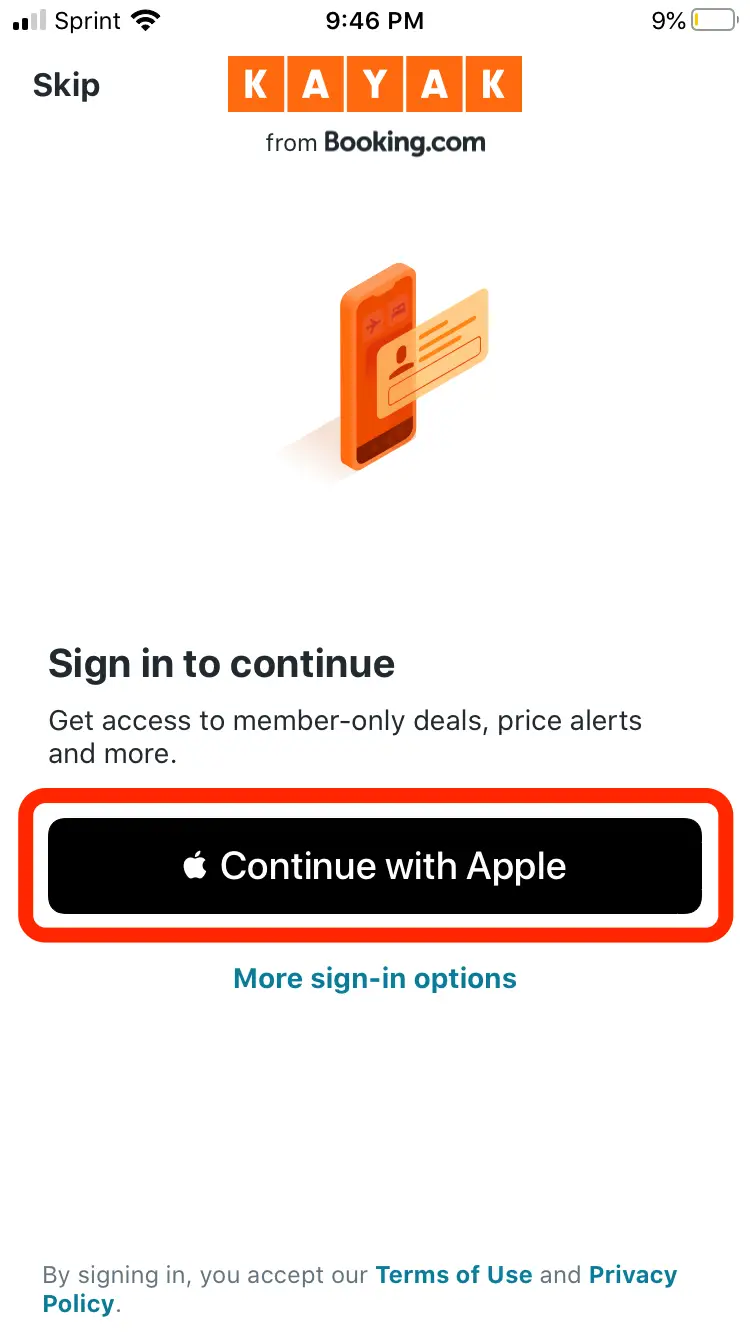 Sprint 9:46 PM 9%
Skip
KAYAK
from Booking.com
Sign in to continue
Get access to member-only deals, price alerts
and more.
Continue with Apple
More sign-in options
By signing in, you accept our Terms of Use and Privacy
Policy.